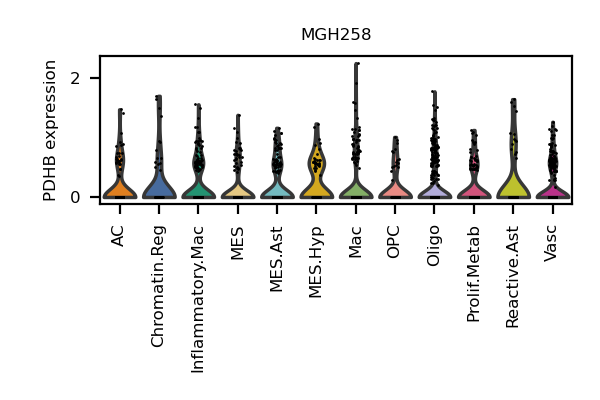 MGH258
PDHB expression
2
0
AC
Chromatin.Reg
Inflammatory.Mac
MES
MES.Ast
MES.Hyp
Mac
OPC
Oligo
Prolif.Metab
Reactive.Ast
Vasc